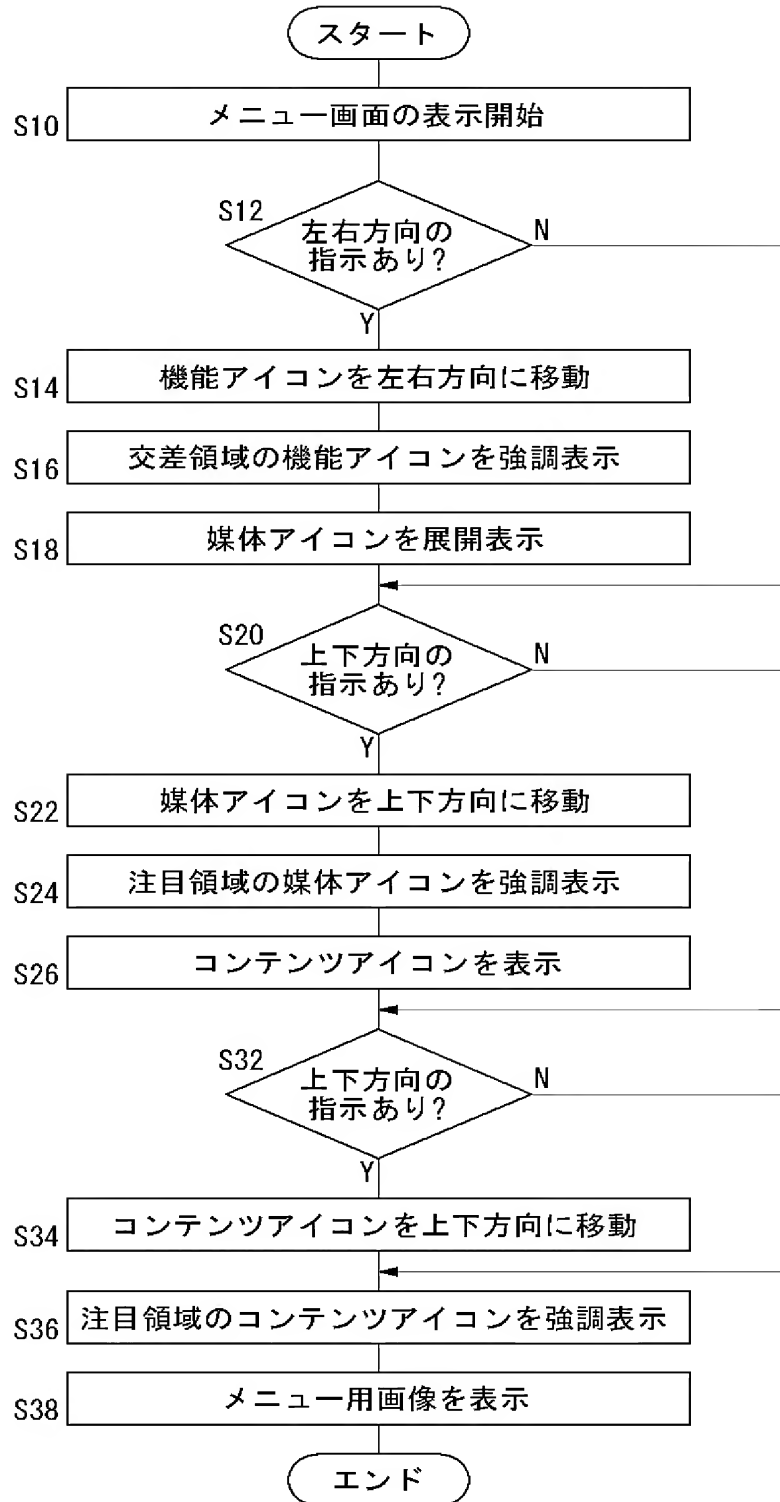 スタート
S10
メニュー画面の表示開始
S12
左右方向の
指示あり?
N
Y
S14
機能アイコンを左右方向に移動
S16
交差領域の機能アイコンを強調表示
S18
媒体アイコンを展開表示
S20
上下方向の
指示あり?
N
Y
S22
媒体アイコンを上下方向に移動
S24
注目領域の媒体アイコンを強調表示
S26
コンテンツアイコンを表示
S32
上下方向の
指示あり?
N
Y
S34
コンテンツアイコンを上下方向に移動
S36
注目領域のコンテンツアイコンを強調表示
S38
メニュー用画像を表示
エンド